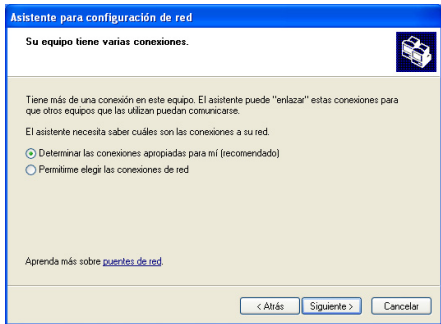 Asistente para configuración de red
Su equipo tiene varias conexiones.
Tiene más de una conexión en este equipo. El asistente puede "enlazar" estas conexiones para
que otros equipos que las utilizan puedan comunicarse.
El asistente necesita saber cuáles son las conexiones a su red.
Determinar las conexiones apropiadas para mí (recomendado)
Permitirme elegir las conexiones de red
Aprenda más sobre puentes de red.
< Atrás Siguiente > Cancelar